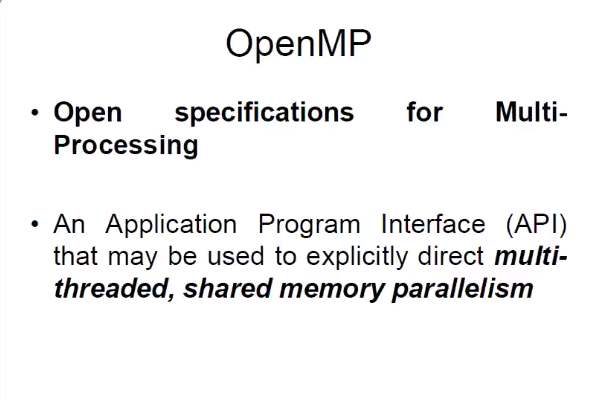 OpenMP
• Open specifications for Multi-
Processing
• An Application Program Interface (API)
that may be used to explicitly direct multi-
threaded, shared memory parallelism